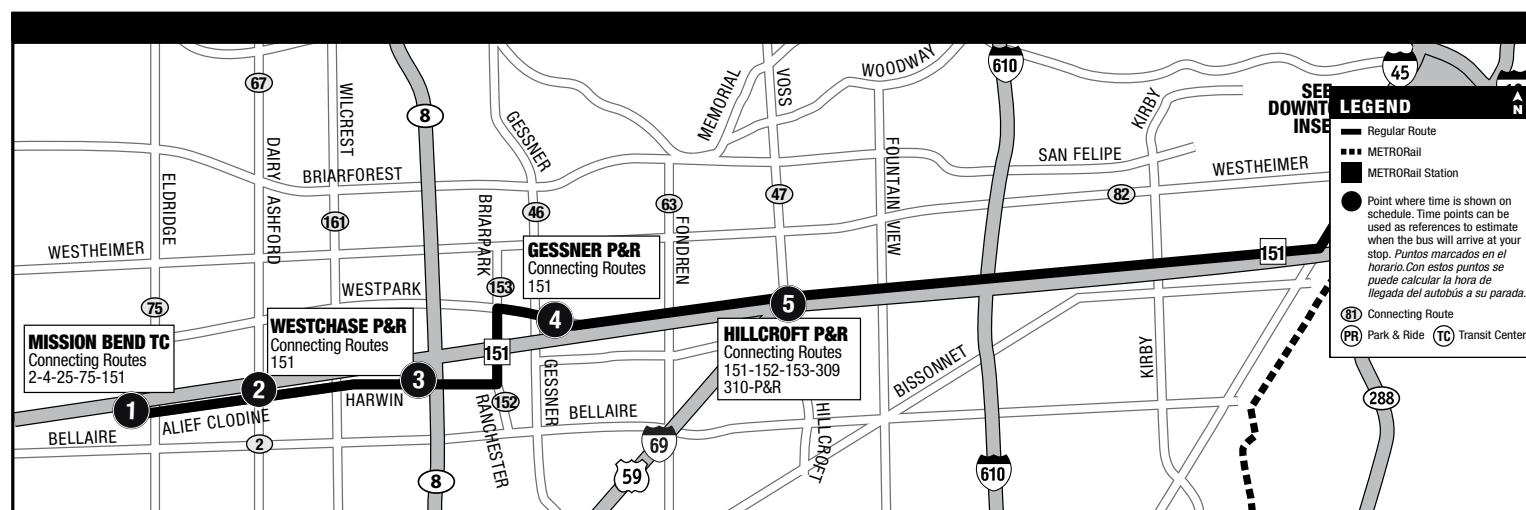 67
8
WILCREST
DAIRY
ASHFORD
ELDRIDGE
BRIARFOREST
161
WESTHEIMER
75
GESSNER
BRIARPARK
46
153
63
FONDREN
MEMORIAL
VOSS
WOODWAY
47
FOUNTAIN VIEW
610
KIRBY
SAN FELIPE
82
WESTHEIMER
45
SEE
WESTPARK
GESSNER P&R
Connecting Routes
151
MISSION BEND TC
Connecting Routes
2-4-25-75-151
WESTCHASE P&R
Connecting Routes
151
HILLCROFT P&R
Connecting Routes
151-152-153-309
310-P&R
1
2
3
4
5
151
151
HARWIN
ALIEF CLODINE
BELLAIRE
2
8
152
RANCHESTER
GESSNER
BELLAIRE
69
59
HILLCROFT
BISSONNET
610
KIRBY
288
LEGEND
N
Regular Route
METRORail
METRORail Station
Point where time is shown on
schedule. Time points can be
used as references to estimate
when the bus will arrive at your
stop. Puntos marcados en el
horario.Con estos puntos se
puede calcular la hora de
llegada del autobús a su parada.
81 Connecting Route
PR Park & Ride TC Transit Center